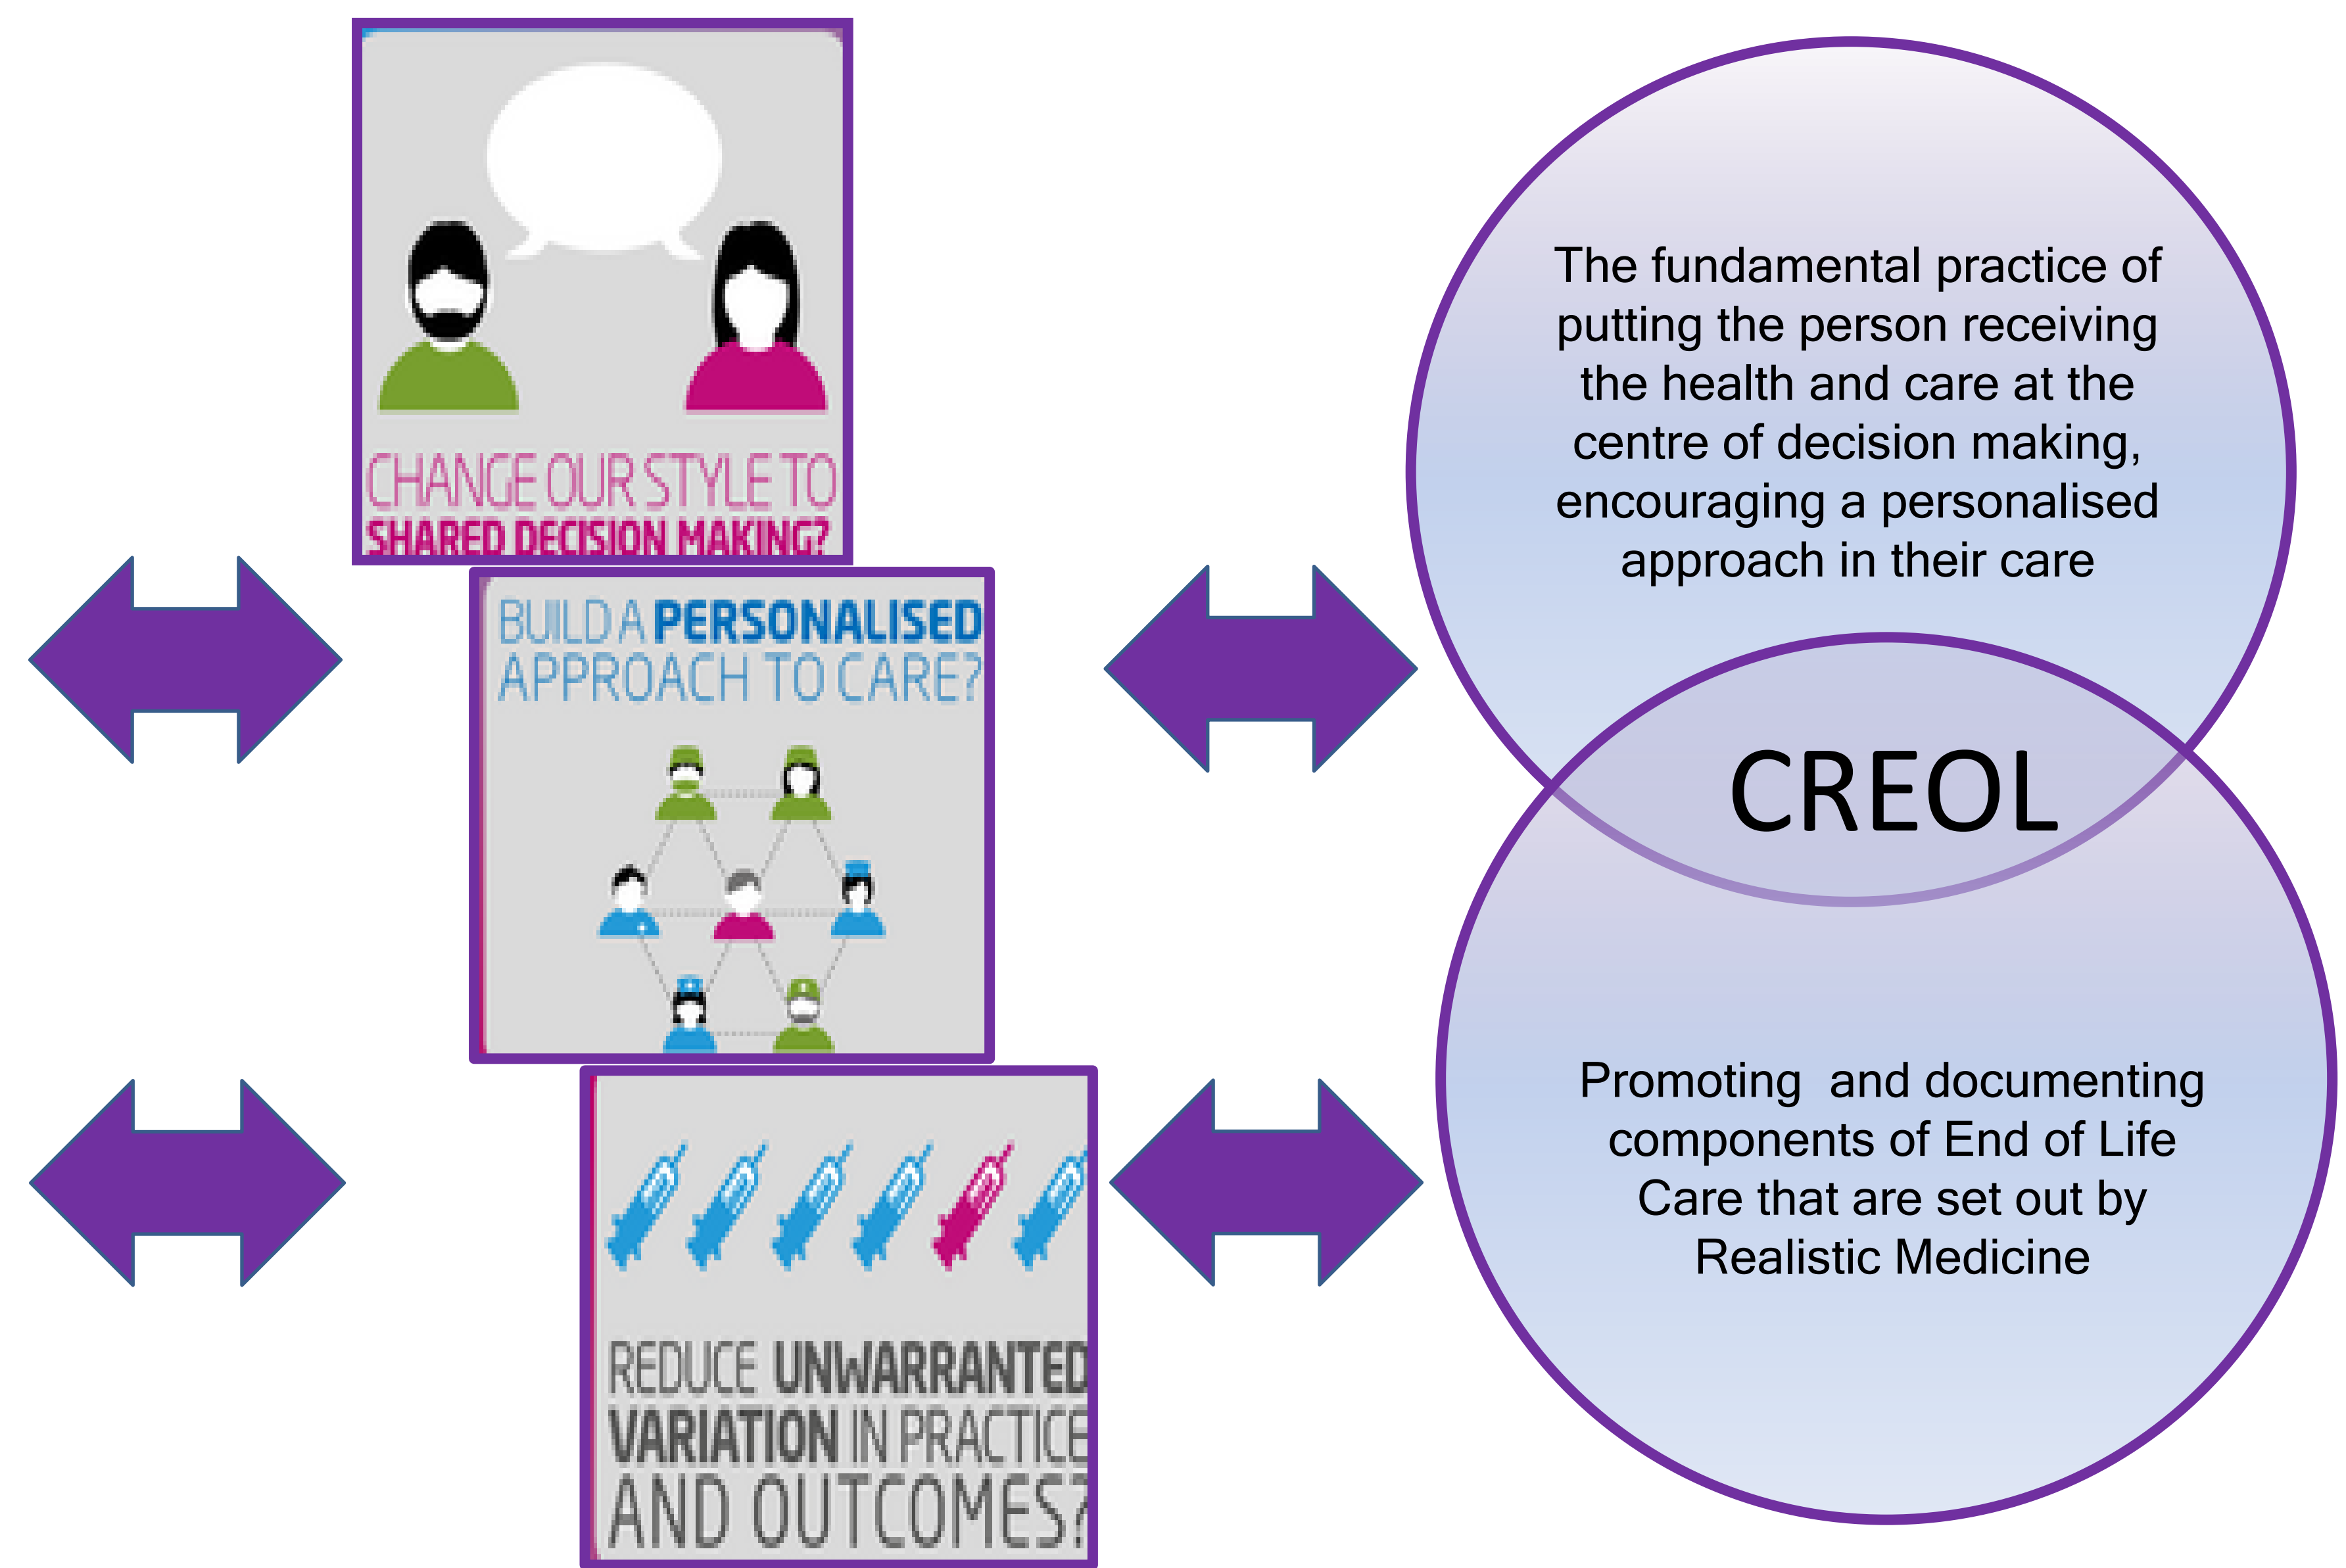 CHANGE OUR STYLE TO
SHARED DECISION MAKING?
BUILD A PERSONALISED
APPROACH TO CARE?
REDUCE UNWARRANTED
VARIATION IN PRACTICE
AND OUTCOMES?
The fundamental practice of
putting the person receiving
the health and care at the
centre of decision making,
encouraging a personalised
approach in their care
CREOL
Promoting  and documenting
components of End of Life
Care that are set out by
Realistic Medicine